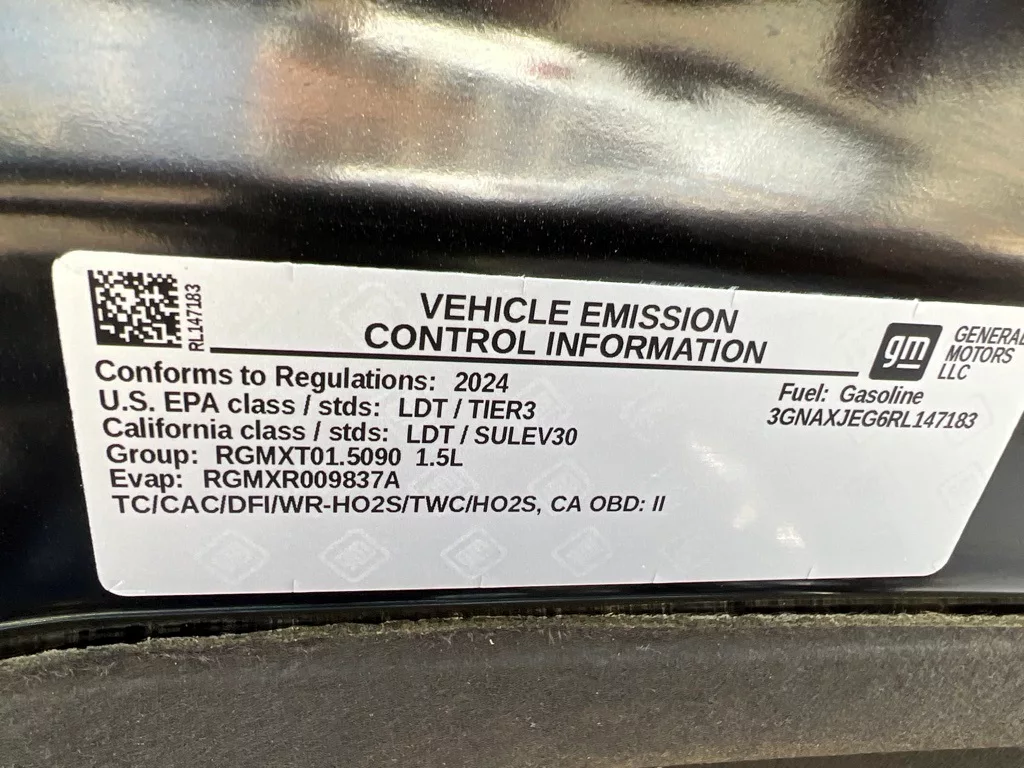 RL147183
VEHICLE EMISSION
CONTROL INFORMATION
gm
GENERAL
MOTORS
LLC
Conforms to Regulations: 2024
U.S. EPA class / stds: LDT / TIER3
California class / stds: LDT / SULEV30
Group: RGMXT01.5090 1.5L
Evap: RGMXR009837A
TC/CAC/DFI/WR-HO2S/TWC/HO2S, CA OBD: II
Fuel: Gasoline
3GNAXJEG6RL147183